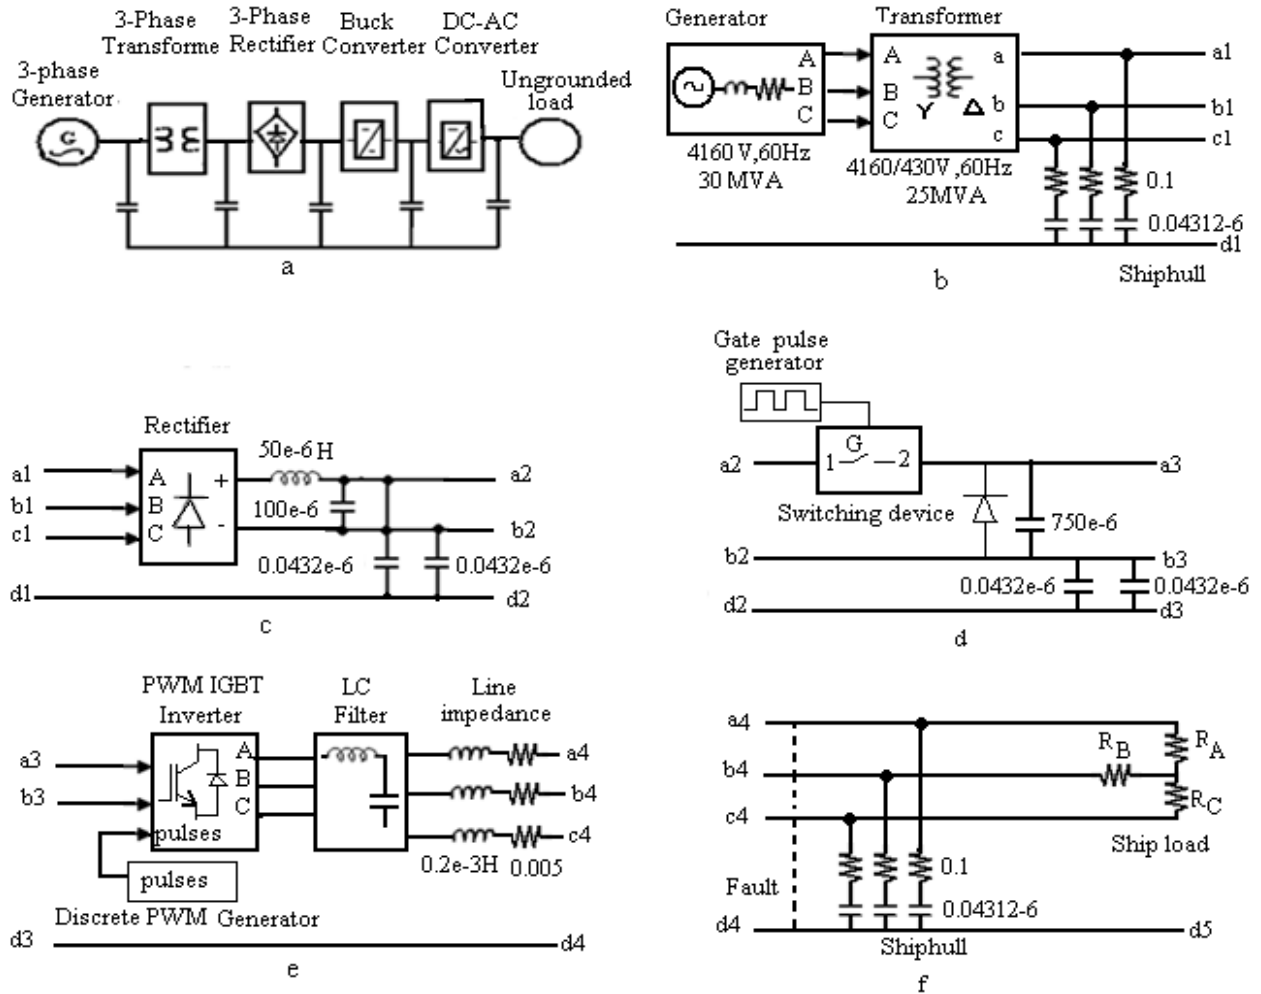 3-Phase
Transforme
3-Phase
Rectifier
Buck
Converter
DC-AC
Converter
3-phase
Generator
Ungrounded
load
G
a
Generator
Transformer
A
B
C
A
B
C
Y
Δ
a
b
c
a1
b1
c1
4160 V,60Hz
30 MVA
4160/430V,60Hz
25MVA
0.1
0.04312-6
d1
Shiphull
b
Rectifier
a1
b1
c1
A
B
C
+
-
50e-6 H
100e-6
a2
b2
0.0432e-6
0.0432e-6
d1
d2
c
Gate pulse
generator
a2
G
1
2
a3
Switching device
750e-6
b2
b3
0.0432e-6
0.0432e-6
d2
d3
d
PWM IGBT
Inverter
LC
Filter
Line
impedance
a3
b3
A
B
C
pulses
a4
b4
c4
0.2e-3H
0.005
pulses
Discrete PWM Generator
d3
d4
e
a4
b4
c4
R B
R A
R C
Ship load
0.1
Fault
0.04312-6
d4
d5
Shiphull
f